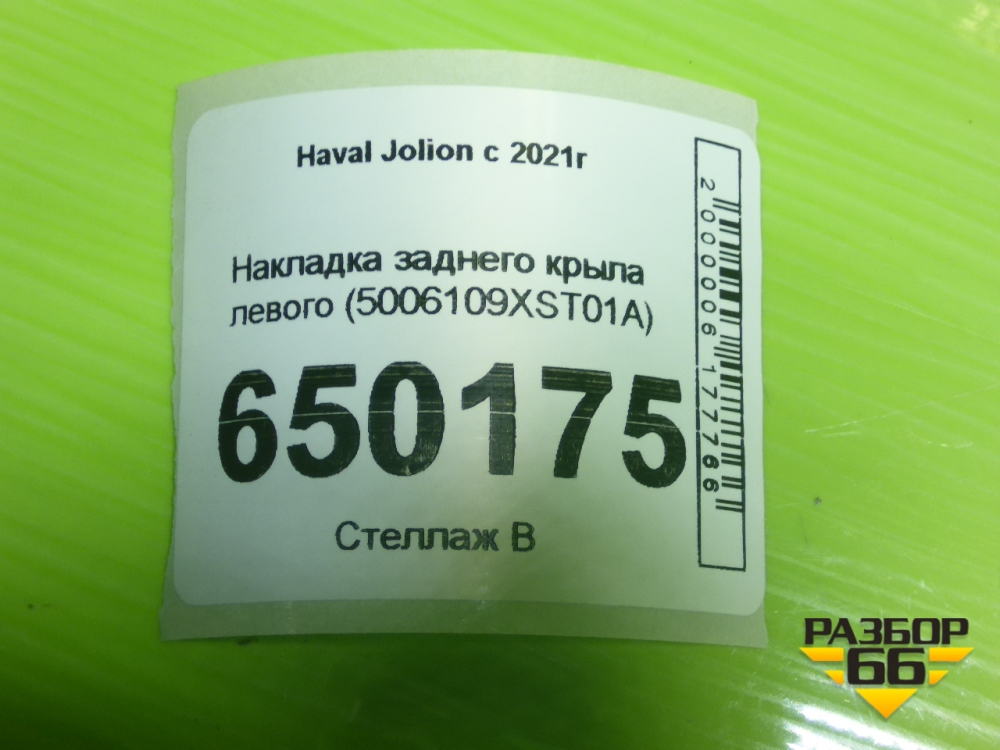 Haval Jolion с 2021г
Накладка заднего крыла
левого (5006109XST01A)
650175
Стеллаж В
2000006177766
РАЗБОР
66